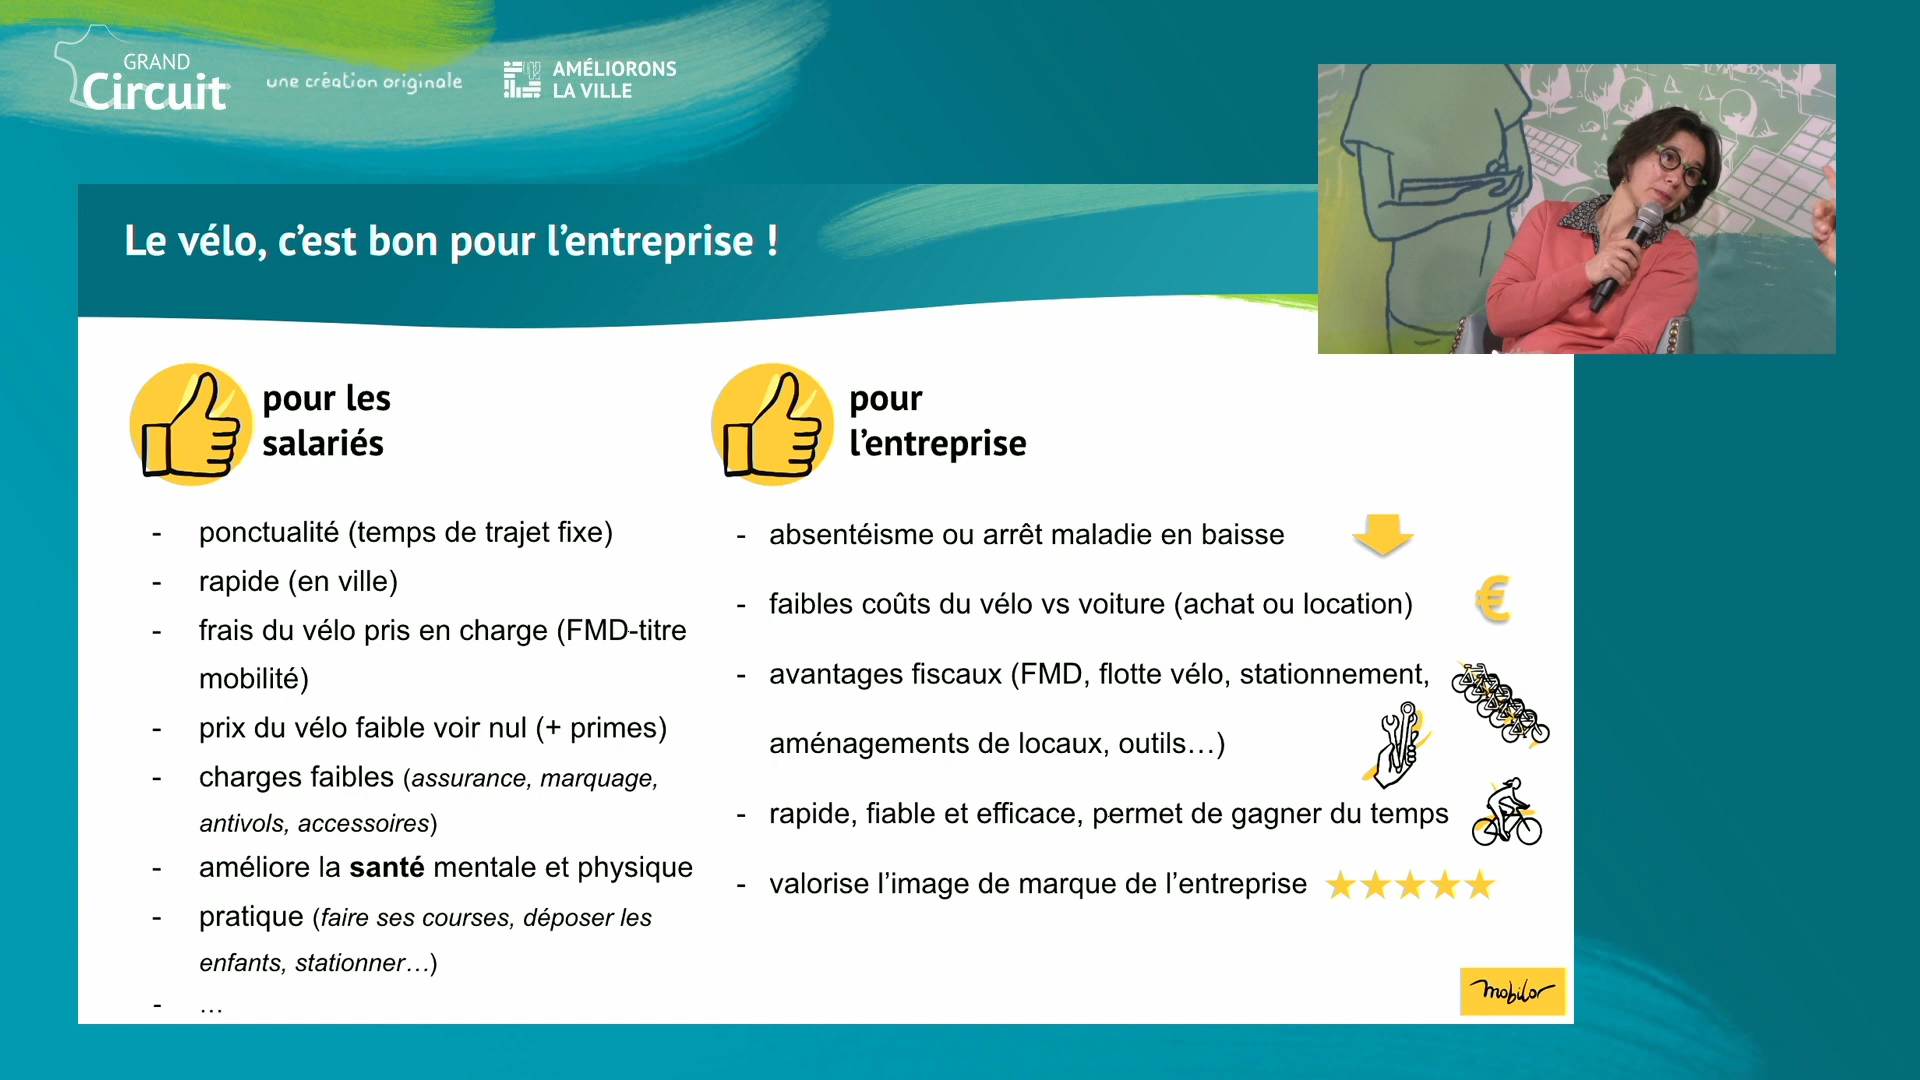 GRAND
Circuit
une création originale
AMÉLIORONS
LA VILLE
Le vélo, c’est bon pour l’entreprise !
pour les
salariés
- ponctualité (temps de trajet fixe)
- rapide (en ville)
- frais du vélo pris en charge (FMD-titre
mobilité)
- prix du vélo faible voir nul (+ primes)
- charges faibles (assurance, marquage,
antivols, accessoires)
- améliore la santé mentale et physique
- pratique (faire ses courses, déposer les
enfants, stationner…)
- …
pour
l’entreprise
- absentéisme ou arrêt maladie en baisse
- faibles coûts du vélo vs voiture (achat ou location)
€
- avantages fiscaux (FMD, flotte vélo, stationnement,
aménagements de locaux, outils…)
- rapide, fiable et efficace, permet de gagner du temps
- valorise l’image de marque de l’entreprise
mobilor